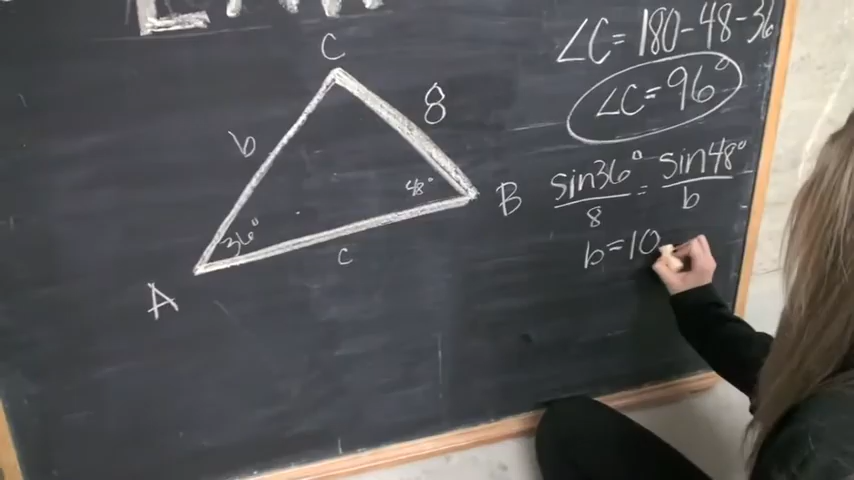 ∠C = 180-48-36
∠C = 96°
C
b
8
48°
B
36°
c
A
sin36°/8 = sin48°/b
b=10